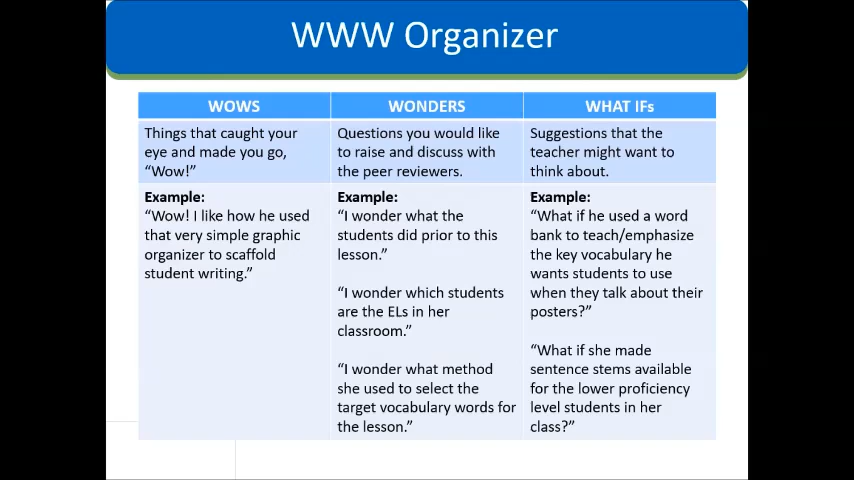 WWW Organizer
WOWS
WONDERS
WHAT IFs
Things that caught your
eye and made you go,
“Wow!”
Questions you would like
to raise and discuss with
the peer reviewers.
Suggestions that the
teacher might want to
think about.
Example:
“Wow! I like how he used
that very simple graphic
organizer to scaffold
student writing.”
Example:
“I wonder what the
students did prior to this
lesson.”
“I wonder which students
are the ELs in her
classroom.”
“I wonder what method
she used to select the
target vocabulary words for
the lesson.”
Example:
“What if he used a word
bank to teach/emphasize
the key vocabulary he
wants students to use
when they talk about their
posters?”
“What if she made
sentence stems available
for the lower proficiency
level students in her
class?”